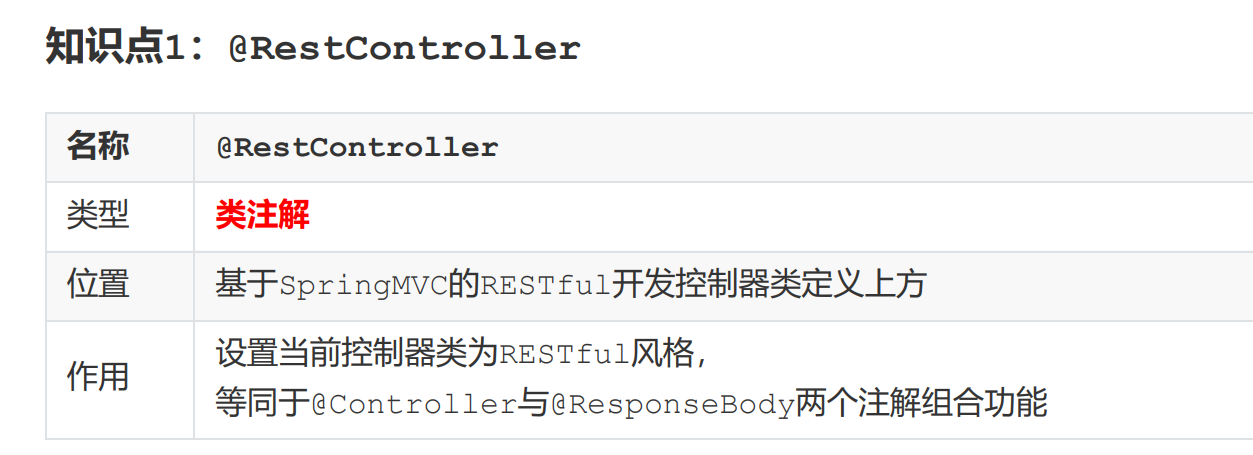 知识点1：@RestController
名称 @RestController
类型 类注解
位置 基于SpringMVC的RESTful开发控制器类定义上方
作用 设置当前控制器类为RESTful风格，
等同于@Controller与@ResponseBody两个注解组合功能